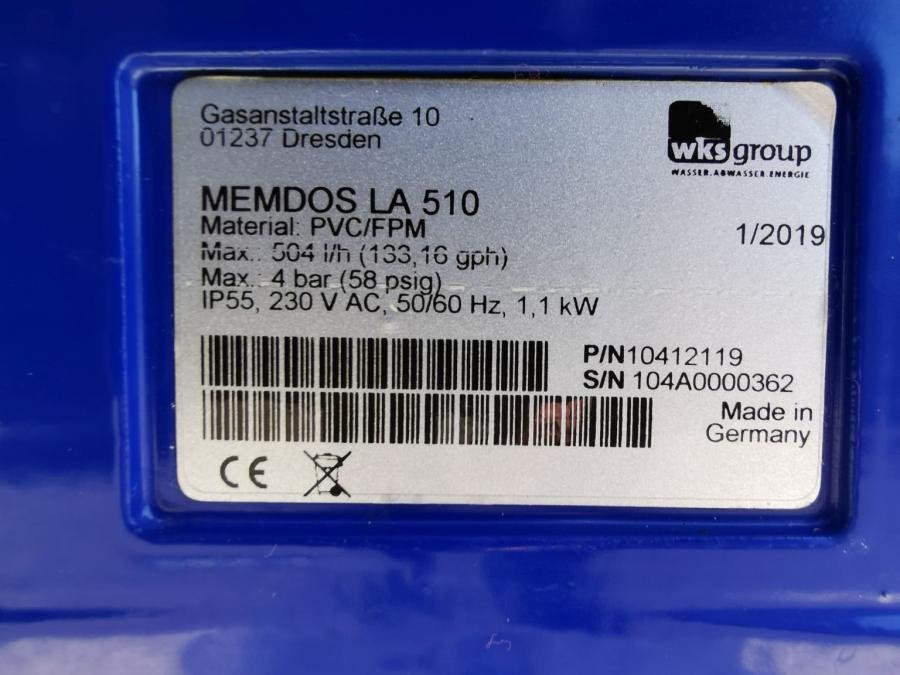 Gasanstaltstraße 10
01237 Dresden
wks group
WASSER.ABWASSER.ENERGIE
MEMDOS LA 510
Material: PVC/FPM
1/2019
Max.: 504 l/h (133,16 gph)
Max.: 4 bar (58 psig)
IP55, 230 V AC, 50/60 Hz, 1,1 kW
P/N10412119
S/N 104A0000362
Made in
Germany
CE